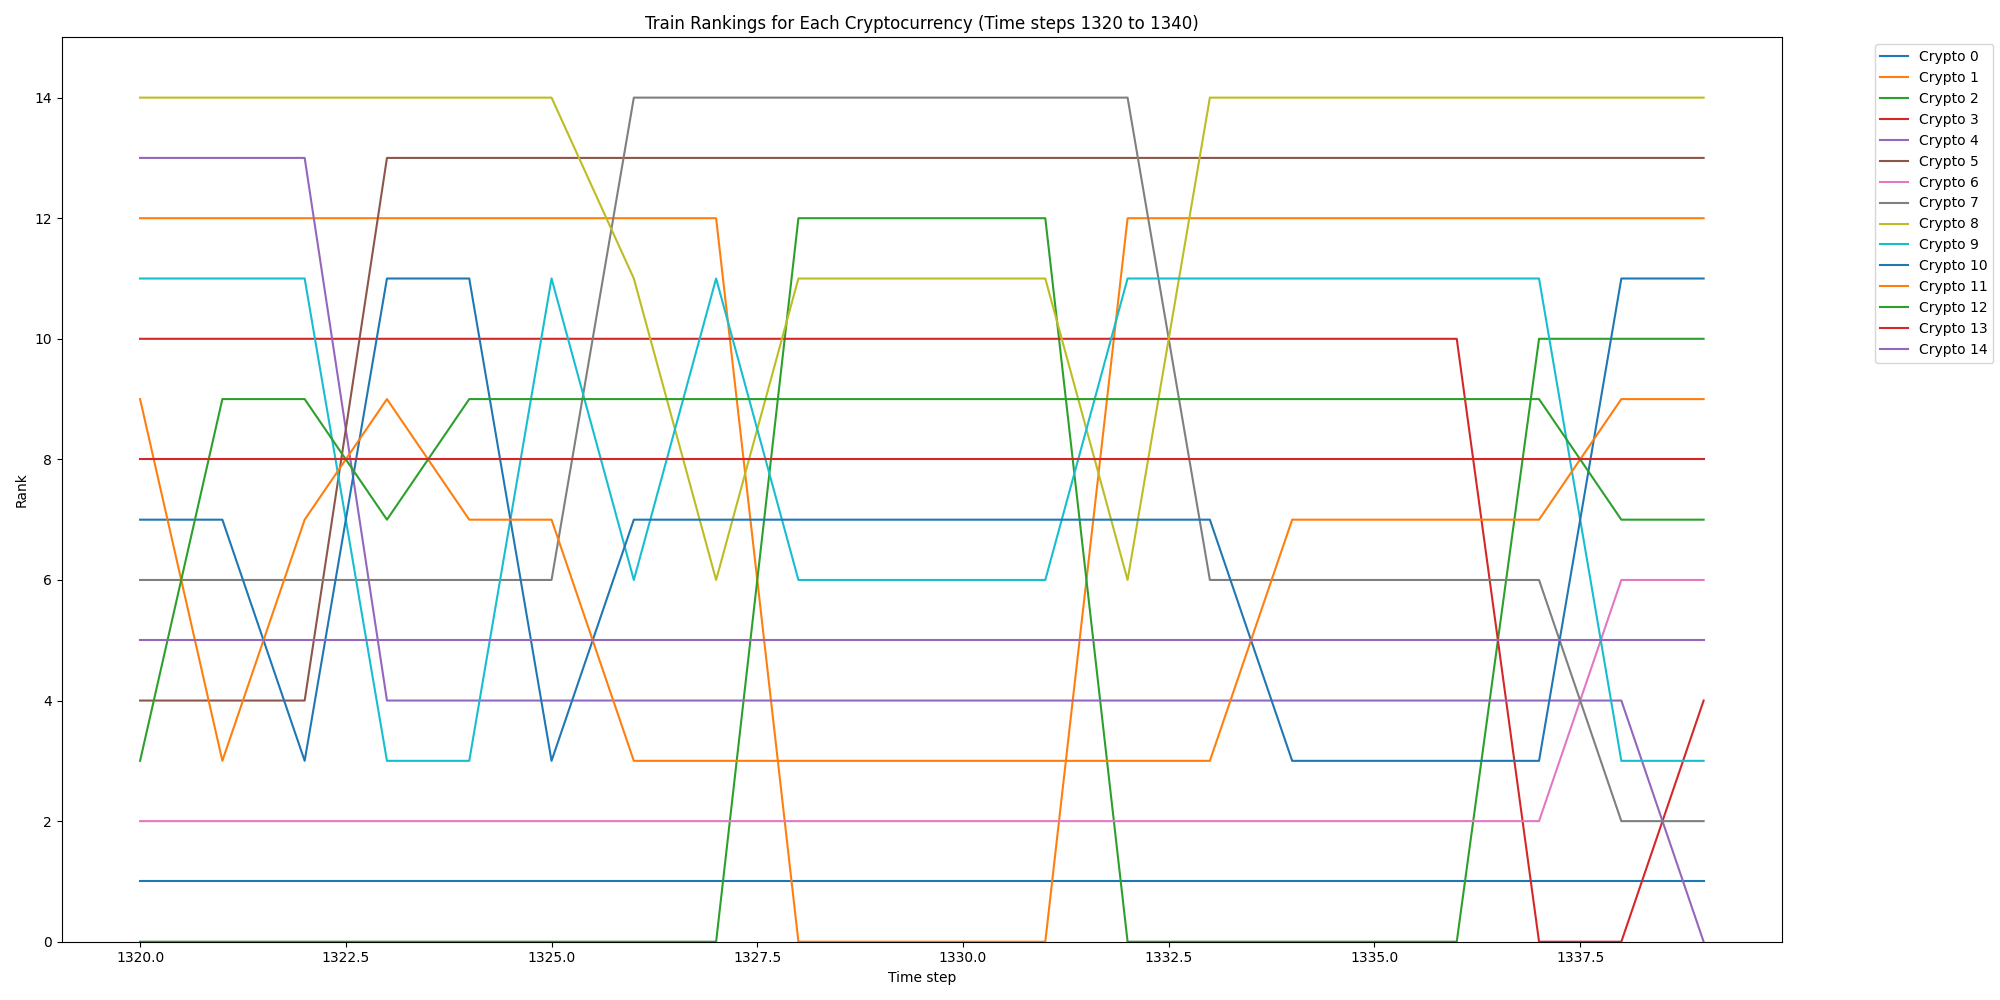 Train Rankings for Each Cryptocurrency (Time steps 1320 to 1340)
Rank
14
12
10
8
6
4
2
0
1320.0
1322.5
1325.0
1327.5
1330.0
1332.5
1335.0
1337.5
Time step
Crypto 0
Crypto 1
Crypto 2
Crypto 3
Crypto 4
Crypto 5
Crypto 6
Crypto 7
Crypto 8
Crypto 9
Crypto 10
Crypto 11
Crypto 12
Crypto 13
Crypto 14